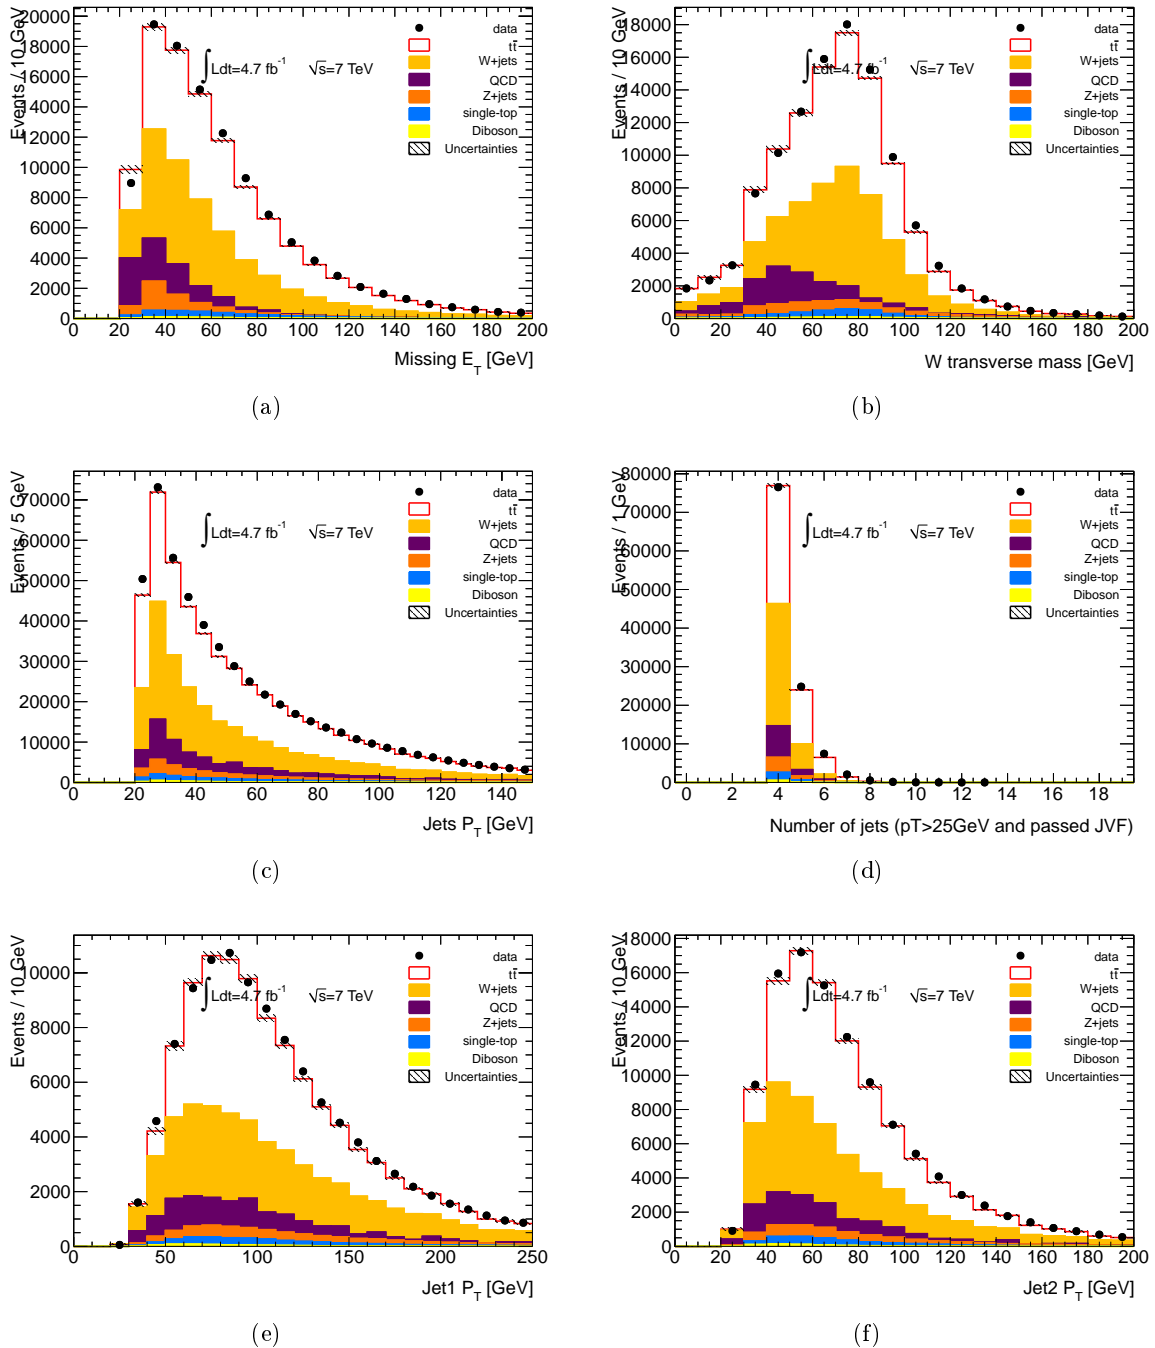 Events / 10 GeV
20000
18000
16000
14000
12000
10000
8000
6000
4000
2000
0
0 20 40 60 80 100 120 140 160 180 200
Missing E_T [GeV]
∫Ldt=4.7 fb⁻¹ √s=7 TeV
data
tt̄
W+jets
QCD
Z+jets
single-top
Diboson
Uncertainties
(a)
Events / 10 GeV
18000
16000
14000
12000
10000
8000
6000
4000
2000
0
0 20 40 60 80 100 120 140 160 180 200
W transverse mass [GeV]
∫Ldt=4.7 fb⁻¹ √s=7 TeV
data
tt̄
W+jets
QCD
Z+jets
single-top
Diboson
Uncertainties
(b)
Events / 5 GeV
70000
60000
50000
40000
30000
20000
10000
0
0 20 40 60 80 100 120 140
Jets P_T [GeV]
∫Ldt=4.7 fb⁻¹ √s=7 TeV
data
tt̄
W+jets
QCD
Z+jets
single-top
Diboson
Uncertainties
(c)
Events / 1 GeV
80000
70000
60000
50000
40000
30000
20000
10000
0
0 2 4 6 8 10 12 14 16 18
Number of jets (pT>25GeV and passed JVF)
∫Ldt=4.7 fb⁻¹ √s=7 TeV
data
tt̄
W+jets
QCD
Z+jets
single-top
Diboson
Uncertainties
(d)
Events / 10 GeV
10000
8000
6000
4000
2000
0
0 50 100 150 200 250
Jet1 P_T [GeV]
∫Ldt=4.7 fb⁻¹ √s=7 TeV
data
tt̄
W+jets
QCD
Z+jets
single-top
Diboson
Uncertainties
(e)
Events / 10 GeV
18000
16000
14000
12000
10000
8000
6000
4000
2000
0
0 20 40 60 80 100 120 140 160 180 200
Jet2 P_T [GeV]
∫Ldt=4.7 fb⁻¹ √s=7 TeV
data
tt̄
W+jets
QCD
Z+jets
single-top
Diboson
Uncertainties
(f)